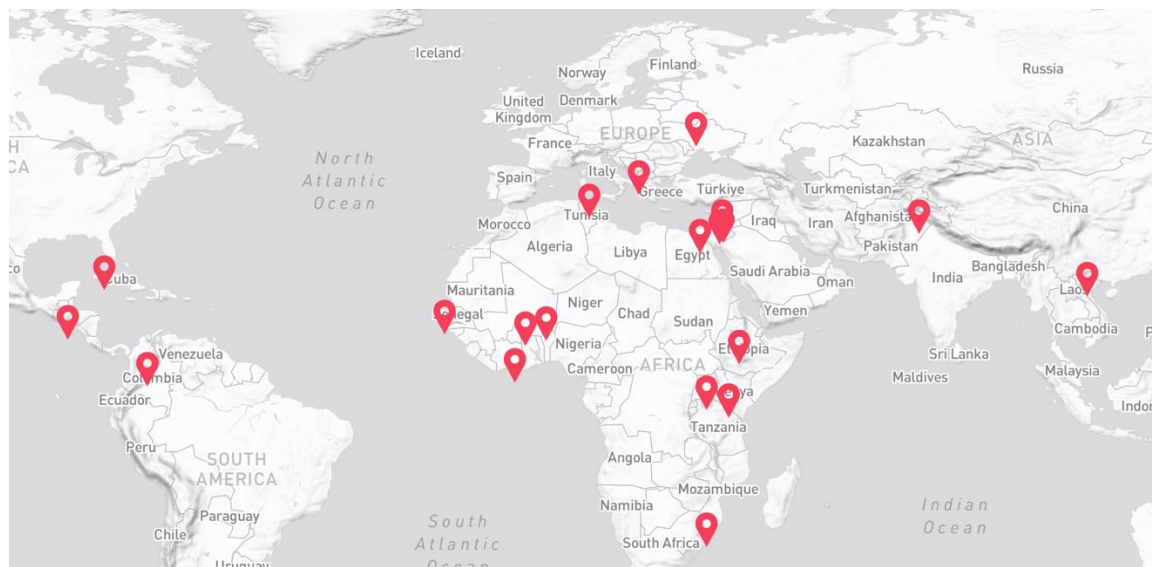 Iceland
Finland
Norway
Russia
United
Kingdom
Denmark
EUROPE
France
Kazakhstan
ASIA
North
Atlantic
Ocean
Italy
Spain
Greece
Türkiye
Turkmenistan
Tunisia
Morocco
Iraq
Iran
Afghanista
China
Pakistan
Algeria
Libya
Egypt
Saudi Arabia
Oman
India
Bangladesh
Mauritania
Niger
Chad
Sudan
Yemen
Cambodia
Nigeria
Cameroon
AFRICA
Sri Lanka
Maldives
Malaysia
Venezuela
Ecuador
Tanzania
Peru
SOUTH
AMERICA
Angola
Mozambique
Namibia
Indian
Ocean
Paraguay
Chile
South
Atlantic
Ocean
South Africa
Uruguay